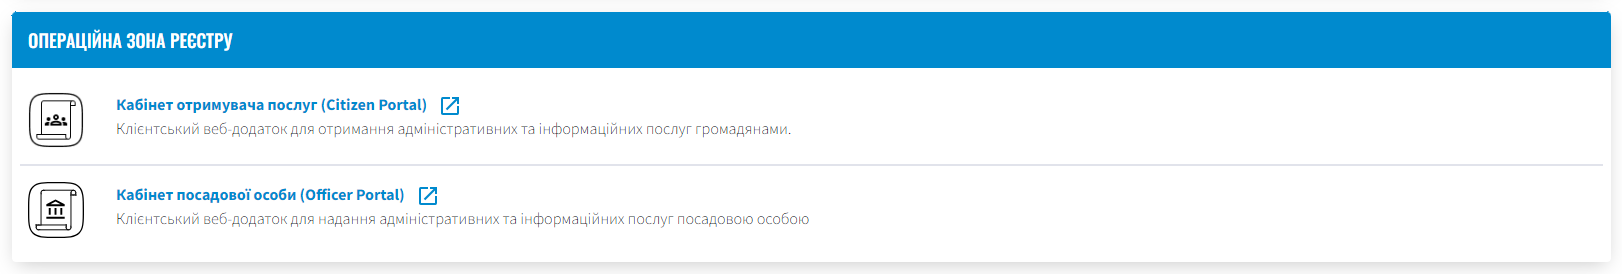 ОПЕРАЦІЙНА ЗОНА РЕЄСТРУ
Кабінет отримувача послуг (Citizen Portal)
Клієнтський веб-додаток для отримання адміністративних та інформаційних послуг громадянами.
Кабінет посадової особи (Officer Portal)
Клієнтський веб-додаток для надання адміністративних та інформаційних послуг посадовою особою